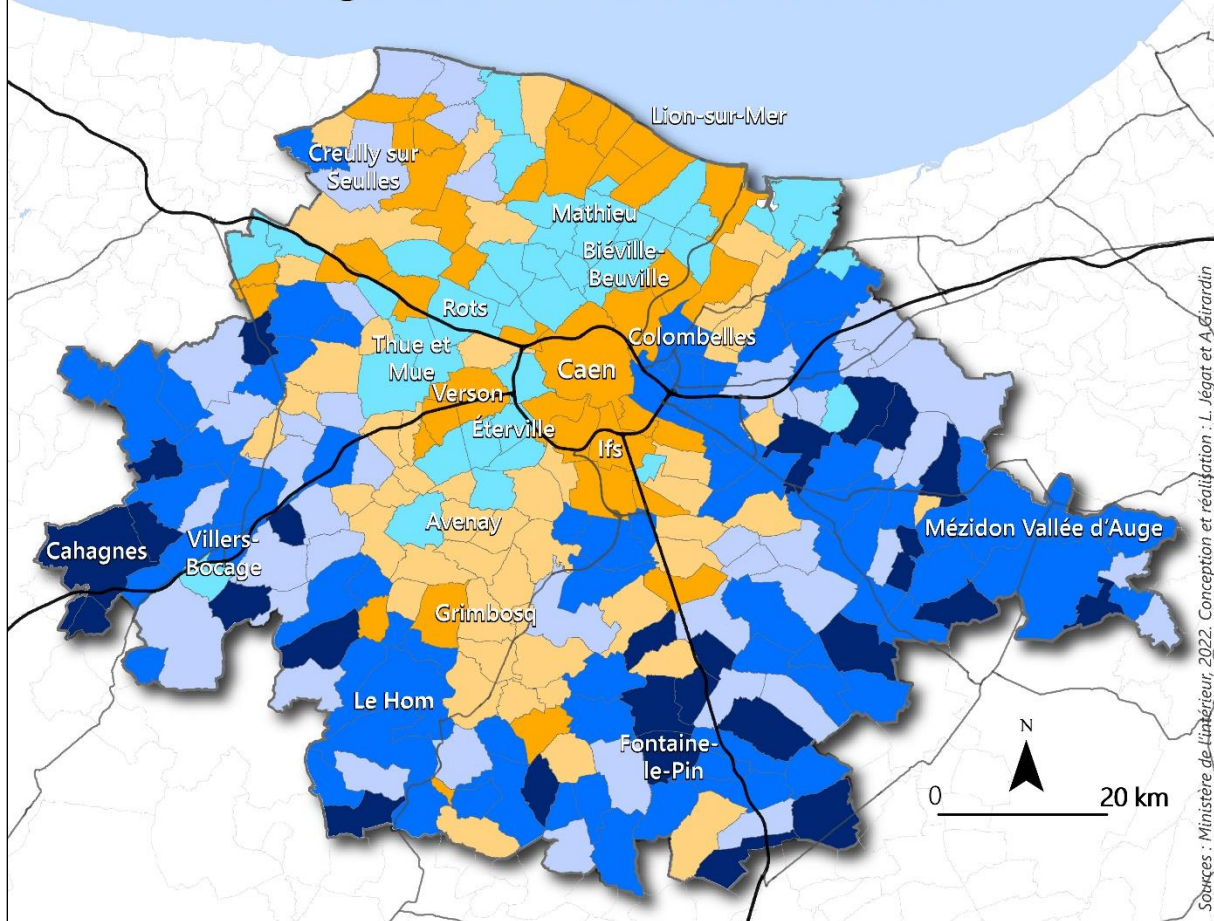 Lion-sur-Mer
Creully sur
Seulles
Mathieu
Biéville-
Beuville
Rots
Colombelles
Thue et
Mue
Caen
Verson
Éterville
Ifs
Avenay
Cahagnes
Villers-
Bocage
Mézidon Vallée d'Auge
Grimbosq
Le Hom
Fontaine-
le-Pin
N
0 20 km
Sources : Ministère de l'intérieur, 2022. Conception et réalisation : L. Jégat et A.Girardin